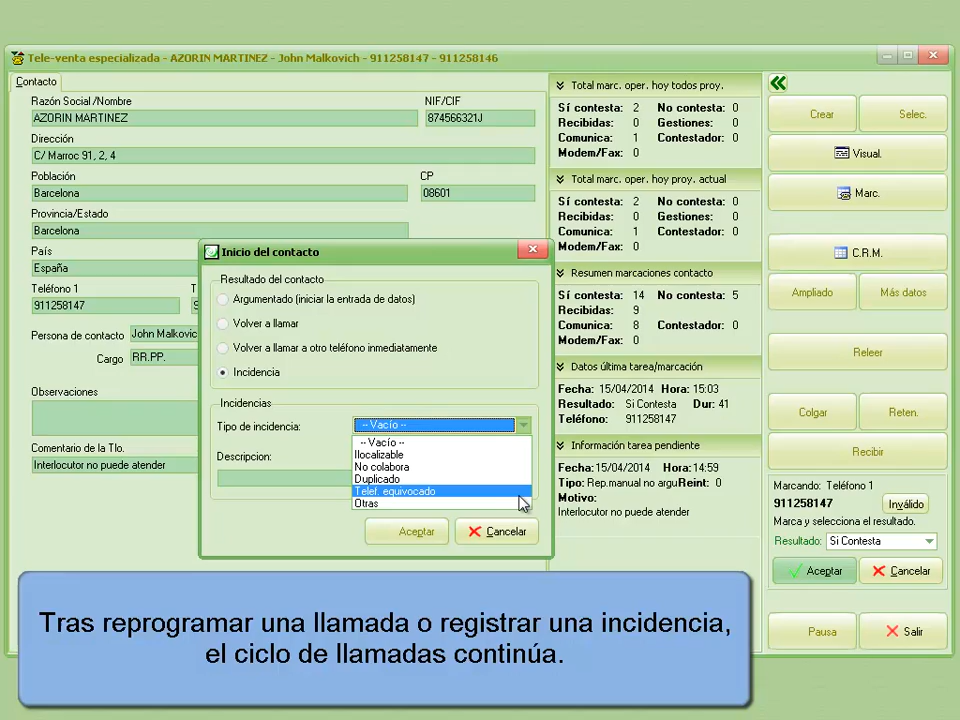 Tele-venta especializada - AZORIN MARTINEZ - John Malkovich - 911258147 - 911258146
Contacto
Razón Social /Nombre
NIF/CIF
AZORIN MARTINEZ
874566321J
Dirección
C/ Marroc 91, 2, 4
Población
CP
Barcelona
08601
Provincia/Estado
Barcelona
País
España
Teléfono 1
911258147
Persona de contacto
John Malkovic
Cargo
RR.PP.
Observaciones
Comentario de la Tlo.
Interlocutor no puede atender
Inicio del contacto
Resultado del contacto
Argumentado (iniciar la entrada de datos)
Volver a llamar
Volver a llamar a otro teléfono inmediatamente
Incidencia
Incidencias
Tipo de incidencia:
-- Vacío --
Descripcion:
-- Vacío --
Ilocalizable
No colabora
Duplicado
Telef. equivocado
Otras
Aceptar
Cancelar
Total marc. oper. hoy todos proy.
Sí contesta: 2 No contesta: 0
Recibidas: 0 Gestiones: 0
Comunica: 1 Contestador: 0
Modem/Fax: 0
Total marc. oper. hoy proy. actual
Sí contesta: 2 No contesta: 0
Recibidas: 0 Gestiones: 0
Comunica: 1 Contestador: 0
Modem/Fax: 0
Resumen marcaciones contacto
Sí contesta: 14 No contesta: 5
Recibidas: 9
Comunica: 8 Contestador: 0
Modem/Fax: 0
Datos última tarea/marcación
Fecha: 15/04/2014 Hora: 15:03
Resultado: Si Contesta Dur: 41
Teléfono: 911258147
Información tarea pendiente
Fecha: 15/04/2014 Hora: 14:59
Tipo: Rep.manual no argu Reint: 0
Motivo:
Interlocutor no puede atender
Crear
Selec.
Visual.
Marc.
C.R.M.
Ampliado
Más datos
Releer
Colgar
Reten.
Recibir
Marcando: Teléfono 1
911258147
Inválido
Marca y selecciona el resultado.
Resultado: Si Contesta
Aceptar
Cancelar
Pausa
Salir
Tras reprogramar una llamada o registrar una incidencia,
el ciclo de llamadas continúa.